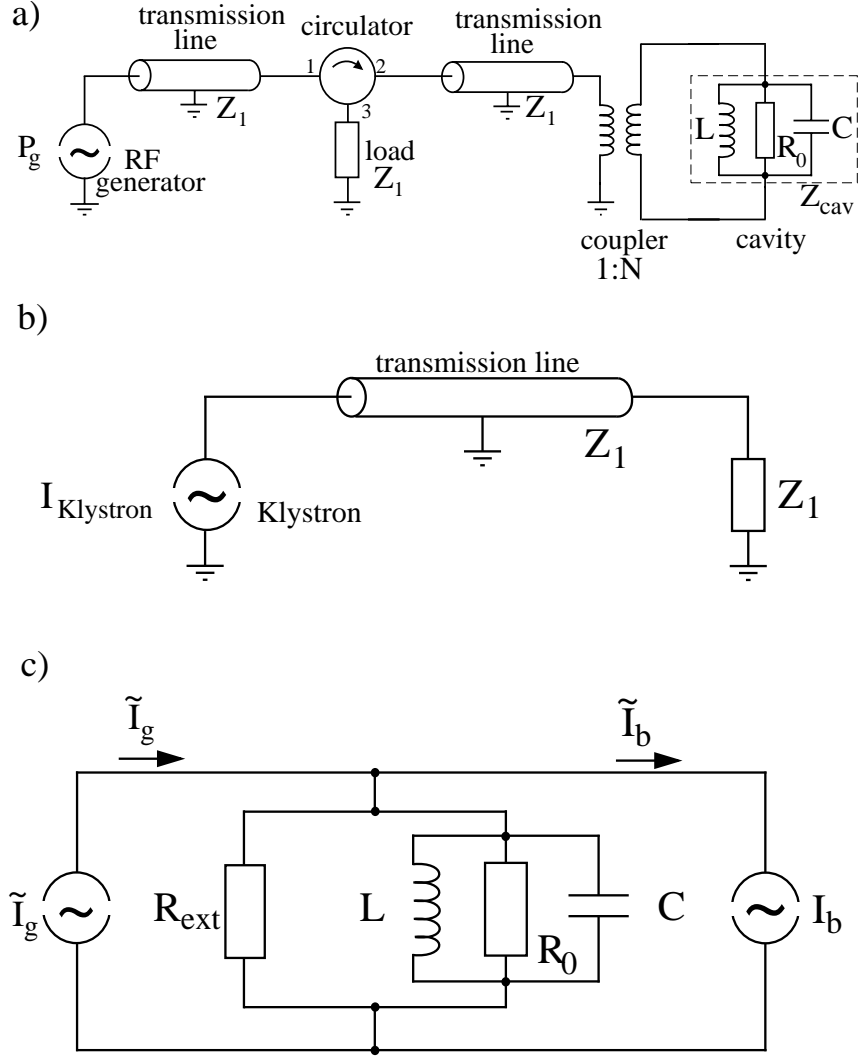 a)
transmission line
circulator
transmission line
1
2
3
Z1
Z1
Pg
~
RF generator
load Z1
L
R0
C
Zcav
coupler 1:N
cavity
b)
transmission line
Z1
I Klystron
~
Klystron
Z1
c)
Ĩg
Ĩb
Ĩg
~
Rext
L
R0
C
~
Ib